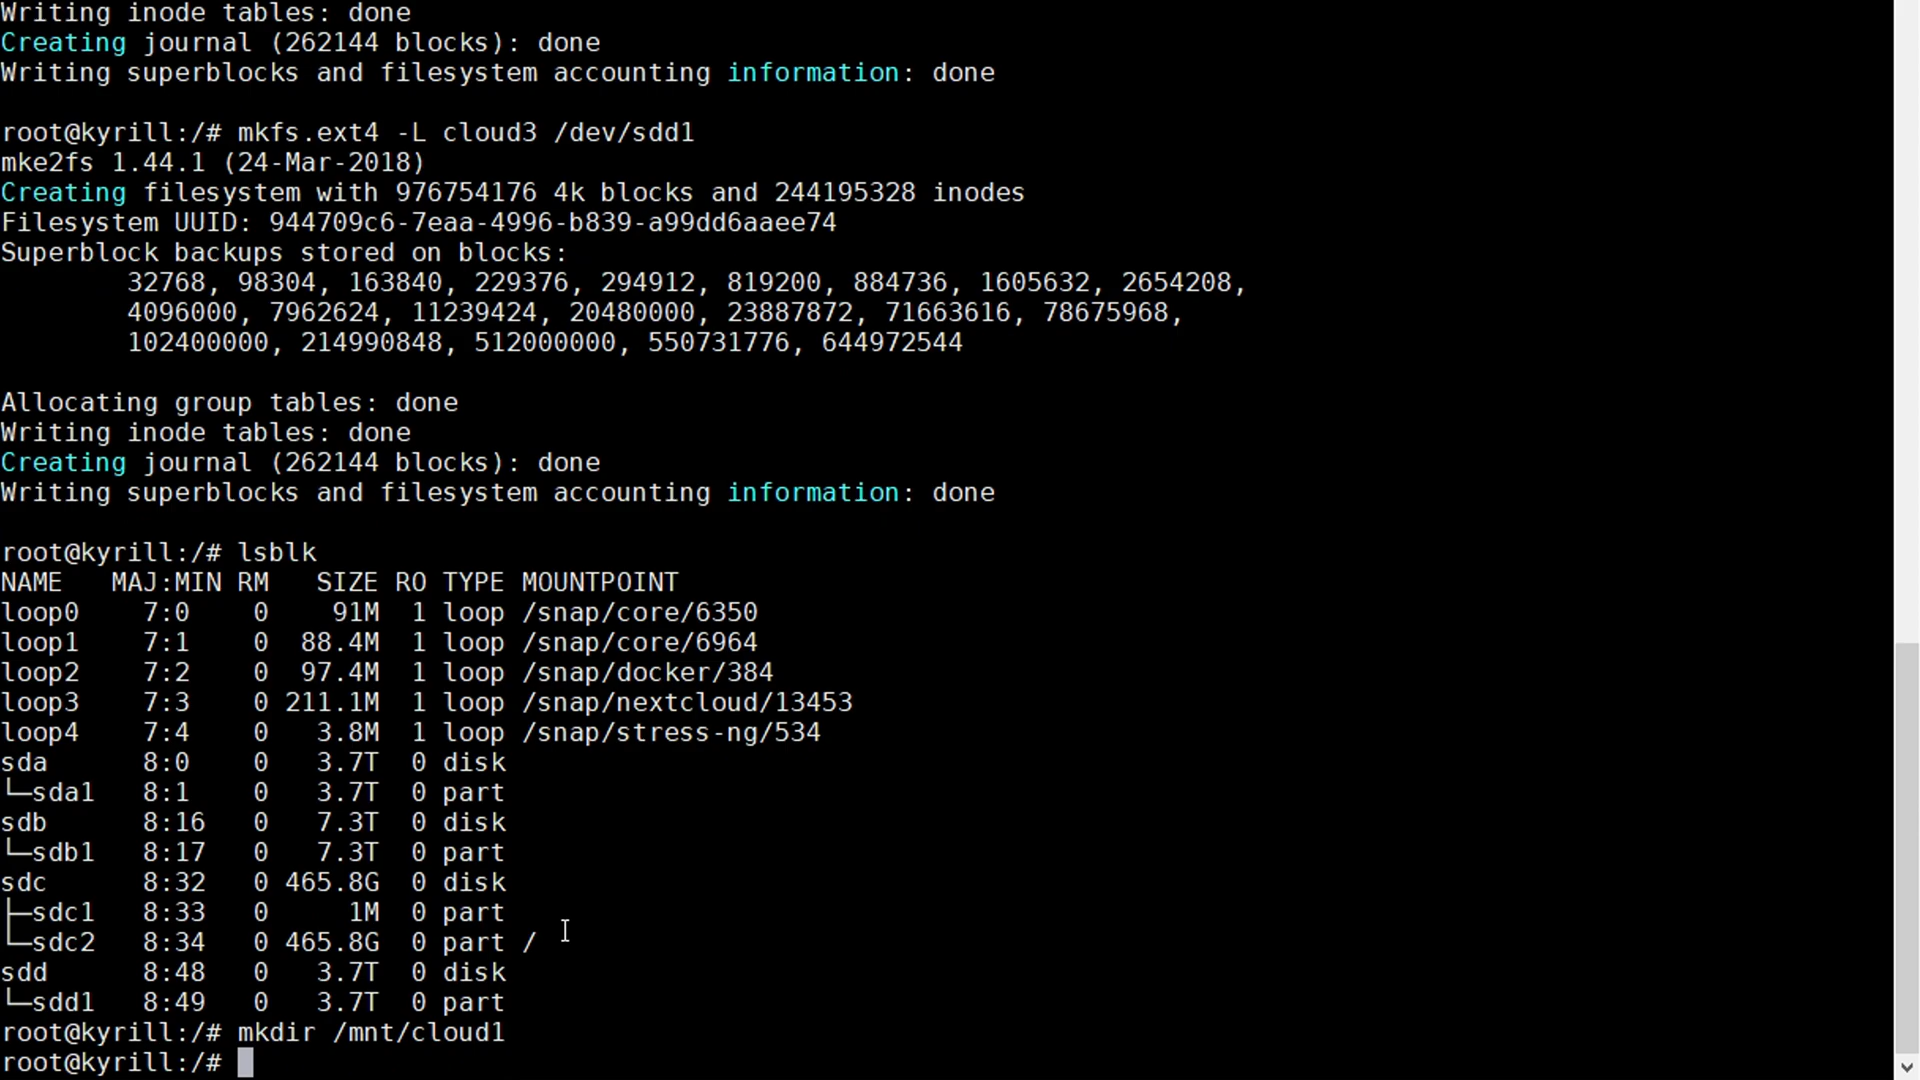 Writing inode tables: done
Creating journal (262144 blocks): done
Writing superblocks and filesystem accounting information: done
root@kyrill:/# mkfs.ext4 -L cloud3 /dev/sdd1
mke2fs 1.44.1 (24-Mar-2018)
Creating filesystem with 976754176 4k blocks and 244195328 inodes
Filesystem UUID: 944709c6-7eaa-4996-b839-a99dd6aaee74
Superblock backups stored on blocks:
        32768, 98304, 163840, 229376, 294912, 819200, 884736, 1605632, 2654208,
        4096000, 7962624, 11239424, 20480000, 23887872, 71663616, 78675968,
        102400000, 214990848, 512000000, 550731776, 644972544
Allocating group tables: done
Writing inode tables: done
Creating journal (262144 blocks): done
Writing superblocks and filesystem accounting information: done
root@kyrill:/# lsblk
NAME   MAJ:MIN RM   SIZE RO TYPE MOUNTPOINT
loop0    7:0    0    91M  1 loop /snap/core/6350
loop1    7:1    0  88.4M  1 loop /snap/core/6964
loop2    7:2    0  97.4M  1 loop /snap/docker/384
loop3    7:3    0 211.1M  1 loop /snap/nextcloud/13453
loop4    7:4    0   3.8M  1 loop /snap/stress-ng/534
sda      8:0    0   3.7T  0 disk
└─sda1   8:1    0   3.7T  0 part
sdb      8:16   0   7.3T  0 disk
└─sdb1   8:17   0   7.3T  0 part
sdc      8:32   0 465.8G  0 disk
├─sdc1   8:33   0     1M  0 part
└─sdc2   8:34   0 465.8G  0 part /
sdd      8:48   0   3.7T  0 disk
└─sdd1   8:49   0   3.7T  0 part
root@kyrill:/# mkdir /mnt/cloud1
root@kyrill:/#